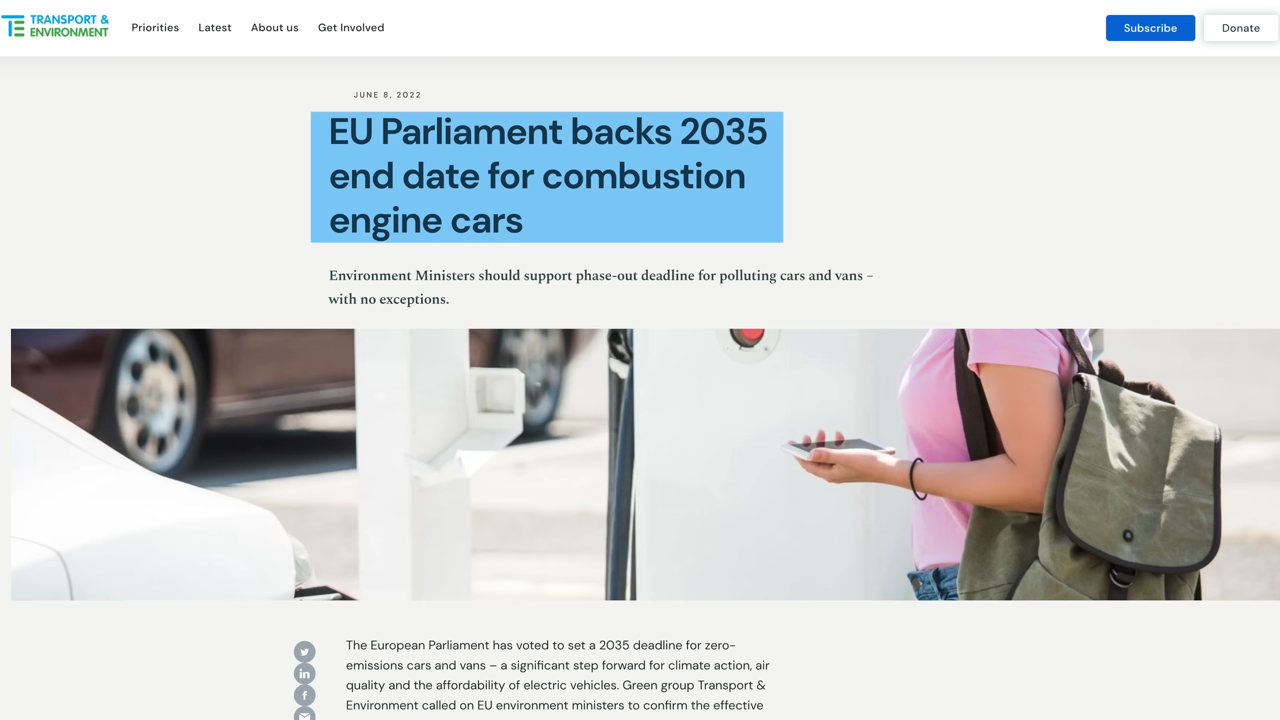 TRANSPORT &
ENVIRONMENT
Priorities Latest About us Get Involved
Subscribe
Donate
JUNE 8, 2022
EU Parliament backs 2035
end date for combustion
engine cars
Environment Ministers should support phase-out deadline for polluting cars and vans –
with no exceptions.
The European Parliament has voted to set a 2035 deadline for zero-
emissions cars and vans – a significant step forward for climate action, air
quality and the affordability of electric vehicles. Green group Transport &
Environment called on EU environment ministers to confirm the effective